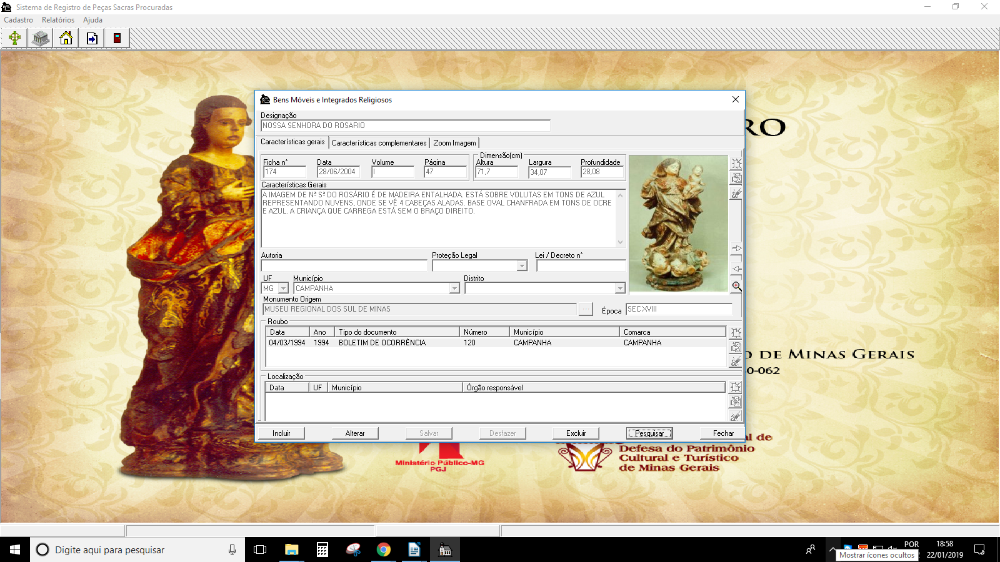 Sistema de Registro de Peças Sacras Procuradas
Cadastro Relatórios Ajuda
Bens Móveis e Integrados Religiosos
Designação
NOSSA SENHORA DO ROSARIO
Características gerais Características complementares Zoom Imagem
Ficha n° Data Volume Página Dimensão(cm) Altura Largura Profundidade
174 28/06/2004 I 47 71,7 34,07 28,08
Características Gerais
A IMAGEM DE Nª Sª DO ROSÁRIO É DE MADEIRA ENTALHADA. ESTÁ SOBRE VOLUTAS EM TONS DE AZUL
REPRESENTANDO NUVENS, ONDE SE VÊ 4 CABEÇAS ALADAS. BASE OVAL CHANFRADA EM TONS DE OCRE
E AZUL. A CRIANÇA QUE CARREGA ESTÁ SEM O BRAÇO DIREITO.
Autoria Proteção Legal Lei / Decreto n°
UF Município Distrito
MG CAMPANHA
Monumento Origem
MUSEU REGIONAL DOS SUL DE MINAS Época SEC XVIII
Roubo
Data Ano Tipo do documento Número Município Comarca
04/03/1994 1994 BOLETIM DE OCORRÊNCIA 120 CAMPANHA CAMPANHA
Localização
Data UF Município Órgão responsável
Incluir Alterar Salvar Desfazer Excluir Pesquisar Fechar
RO
O DE MINAS GERAIS
0-062
Ministério Público-MG
PGJ
al de
Defesa do Patrimônio
Cultural e Turístico
de Minas Gerais
Digite aqui para pesquisar
POR
18:58
22/01/2019
Mostrar ícones ocultos